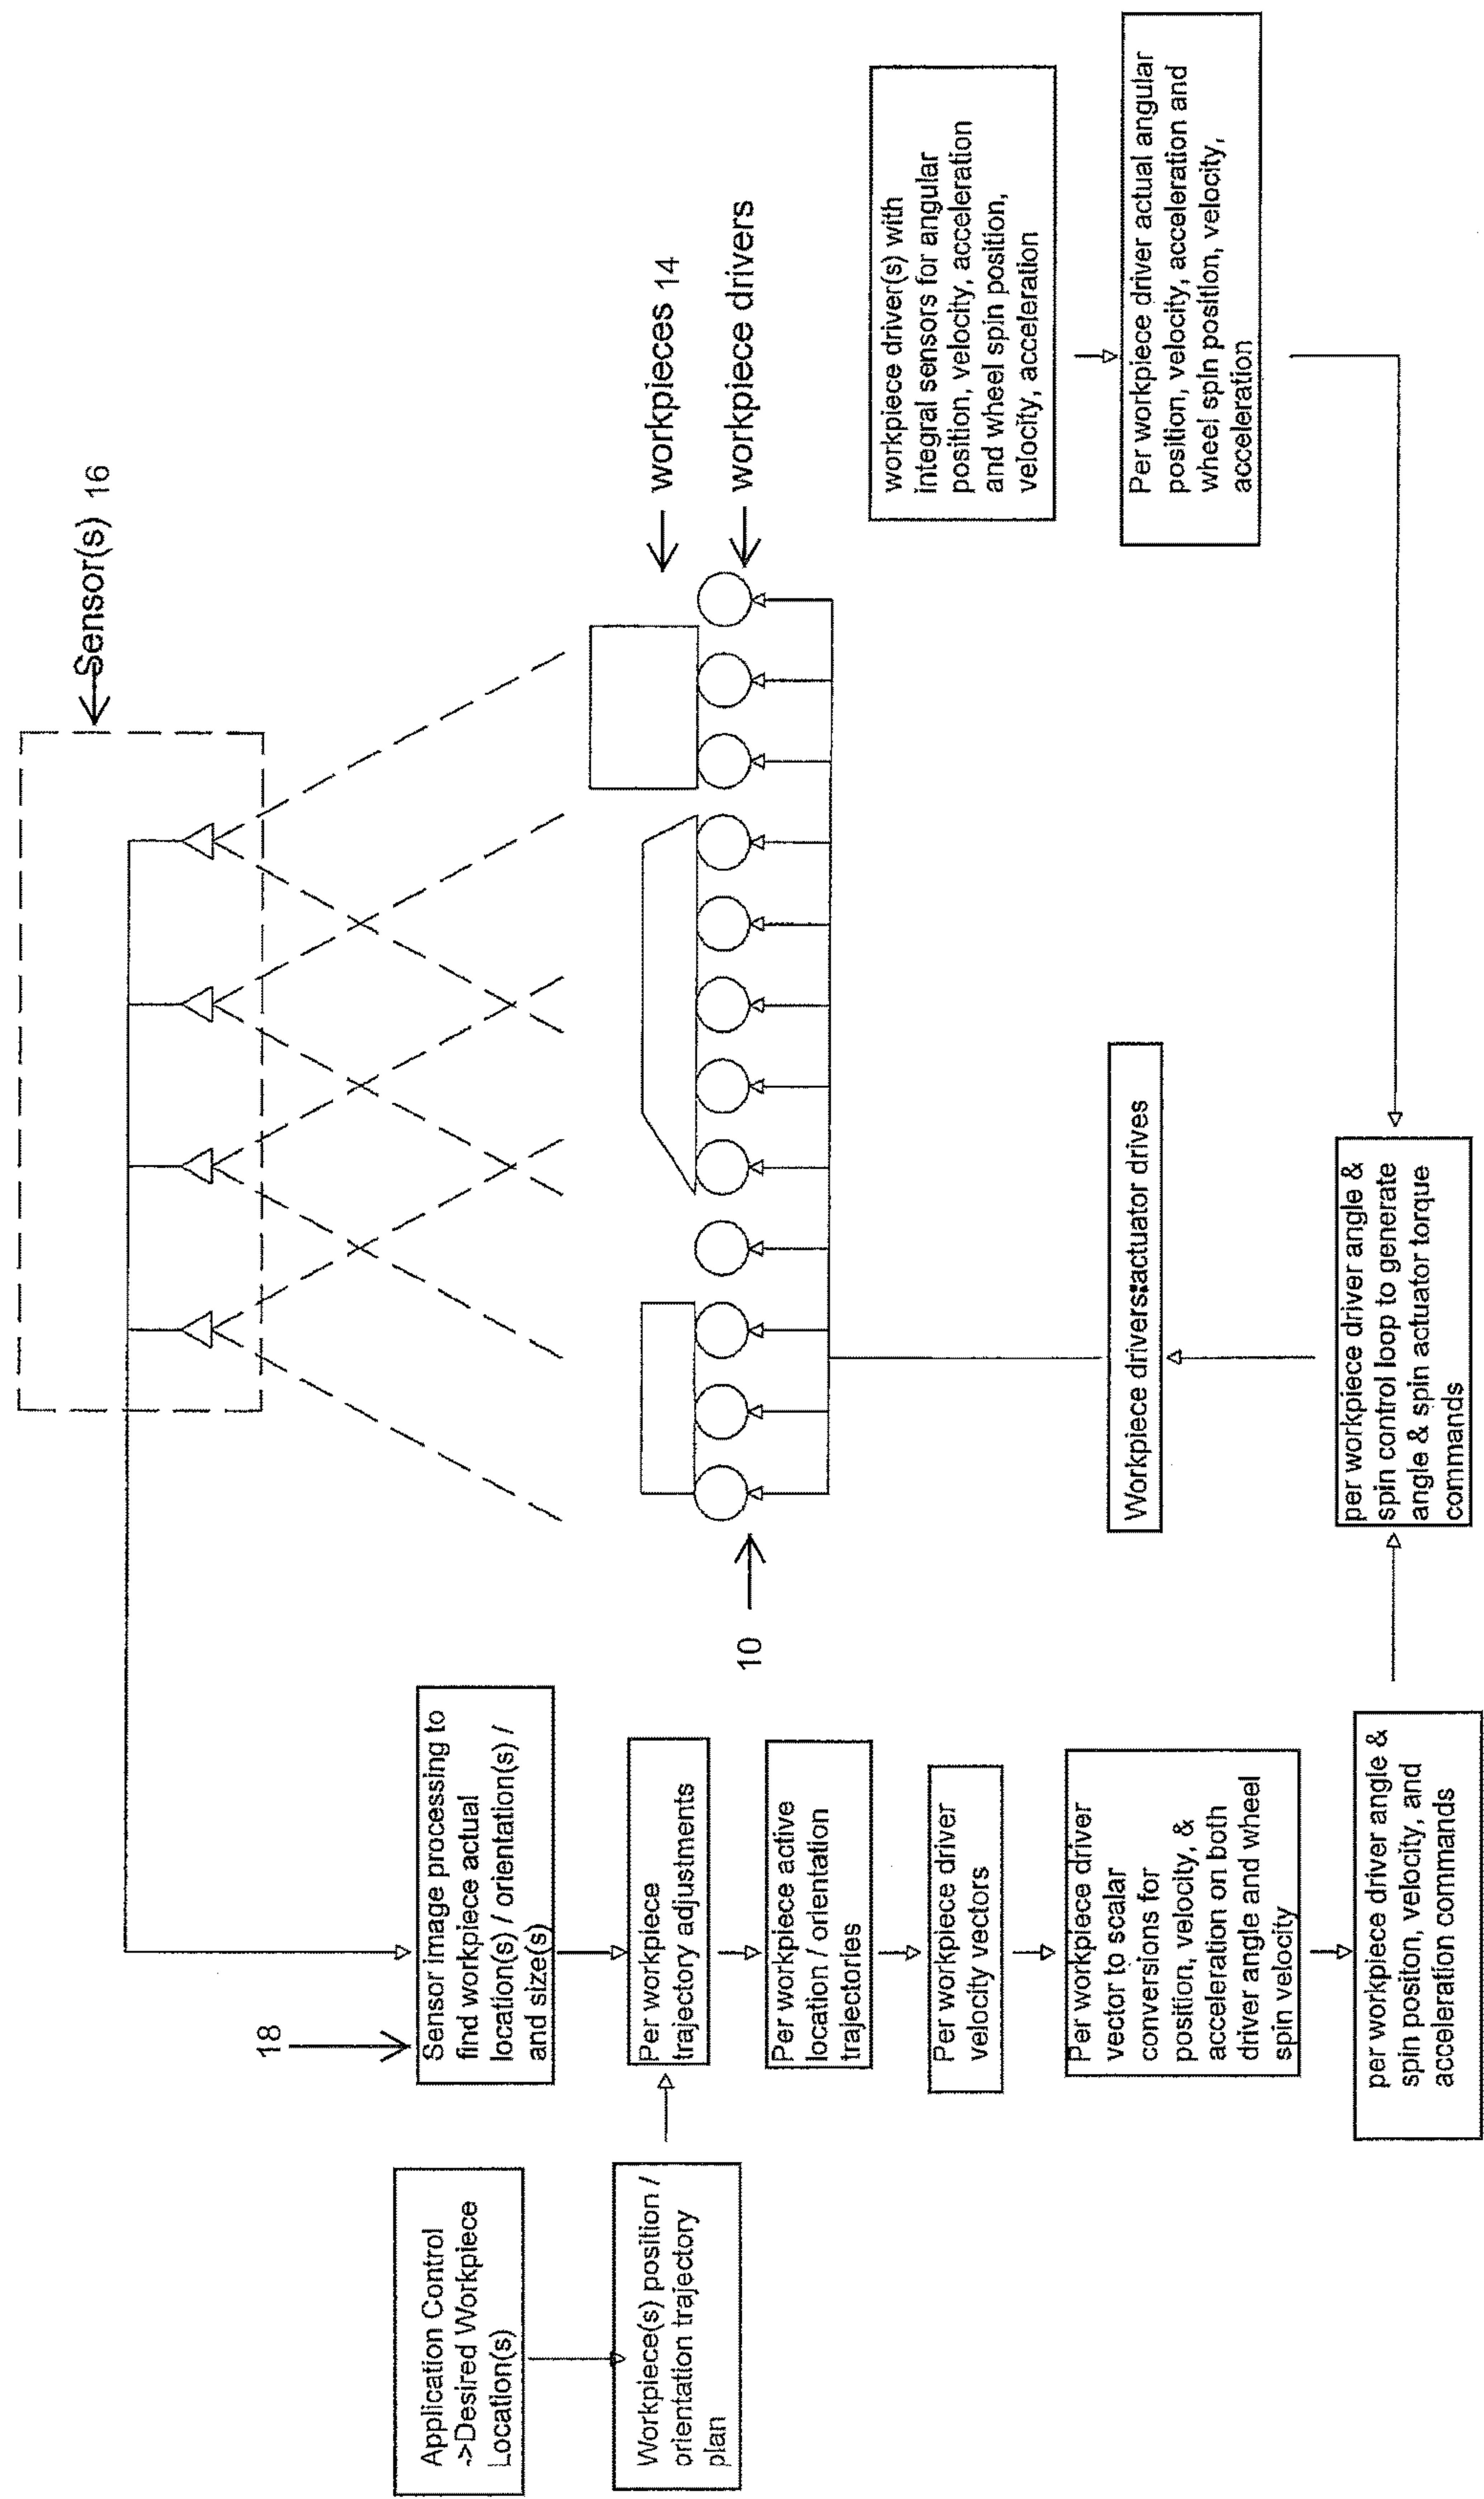 Sensor(s) 16
18
Application Control
->Desired Workpiece
Location(s)
Workpiece(s) position /
orientation trajectory
plan
Sensor image processing to
find workpiece actual
location(s) / orientation(s) /
and size(s)
Per workpiece
trajectory adjustments
Per workpiece active
location / orientation
trajectories
Per workpiece driver
velocity vectors
Per workpiece driver
vector to scalar
conversions for
position, velocity, &
acceleration on both
driver angle and wheel
spin velocity
per workpiece driver angle &
spin positon, velocity, and
acceleration commands
10
workpieces 14
workpiece drivers
Workpiece drivers:actuator drives
per workpiece driver angle &
spin control loop to generate
angle & spin actuator torque
commands
workpiece driver(s) with
integral sensors for angular
position, velocity, acceleration
and wheel spin position,
velocity, acceleration
Per workpiece driver actual angular
position, velocity, acceleration and
wheel spin position, velocity,
acceleration